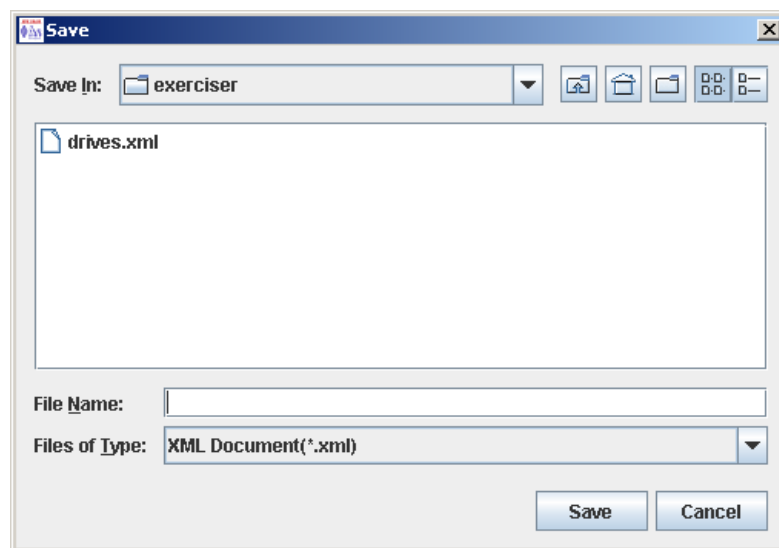 Save
Save In: exerciser
drives.xml
File Name:
Files of Type: XML Document(*.xml)
Save Cancel